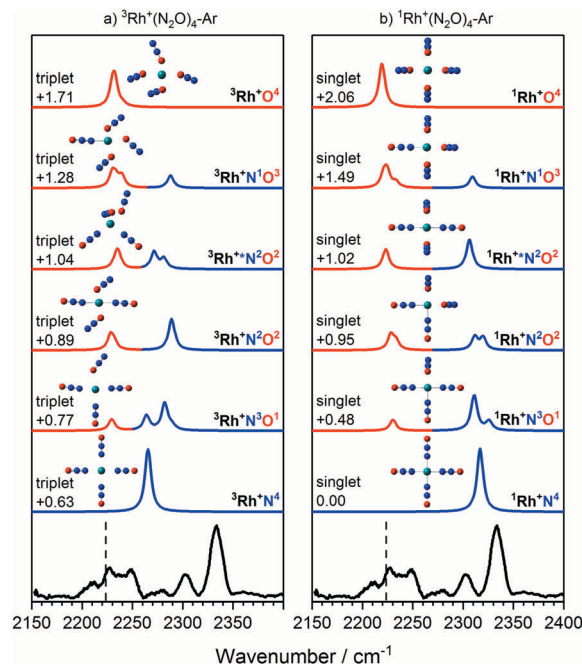 a) ³Rh⁺(N₂O)₄-Ar
b) ¹Rh⁺(N₂O)₄-Ar
triplet
+1.71
³Rh⁺O⁴
triplet
+1.28
³Rh⁺N¹O³
triplet
+1.04
³Rh⁺*N²O²
triplet
+0.89
³Rh⁺N²O²
triplet
+0.77
³Rh⁺N³O¹
triplet
+0.63
³Rh⁺N⁴
2150 2200 2250 2300 2350
singlet
+2.06
¹Rh⁺O⁴
singlet
+1.49
¹Rh⁺N¹O³
singlet
+1.02
¹Rh⁺*N²O²
singlet
+0.95
¹Rh⁺N²O²
singlet
+0.48
¹Rh⁺N³O¹
singlet
0.00
¹Rh⁺N⁴
2150 2200 2250 2300 2350 2400
Wavenumber / cm⁻¹